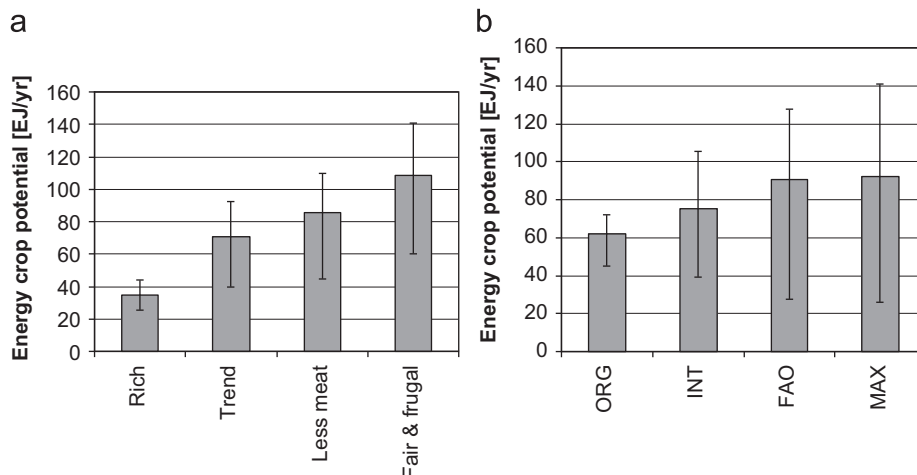 a
Energy crop potential [EJ/yr]
160
140
120
100
80
60
40
20
0
Rich
Trend
Less meat
Fair & frugal
b
Energy crop potential [EJ/yr]
160
140
120
100
80
60
40
20
0
ORG
INT
FAO
MAX